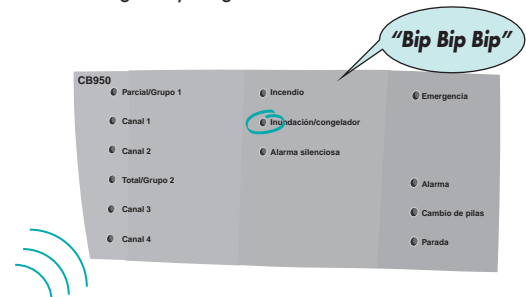 "Bip Bip Bip"
CB950
Parcial/Grupo 1
Canal 1
Canal 2
Total/Grupo 2
Canal 3
Canal 4
Incendio
Inundación/congelador
Alarma silenciosa
Emergencia
Alarma
Cambio de pilas
Parada